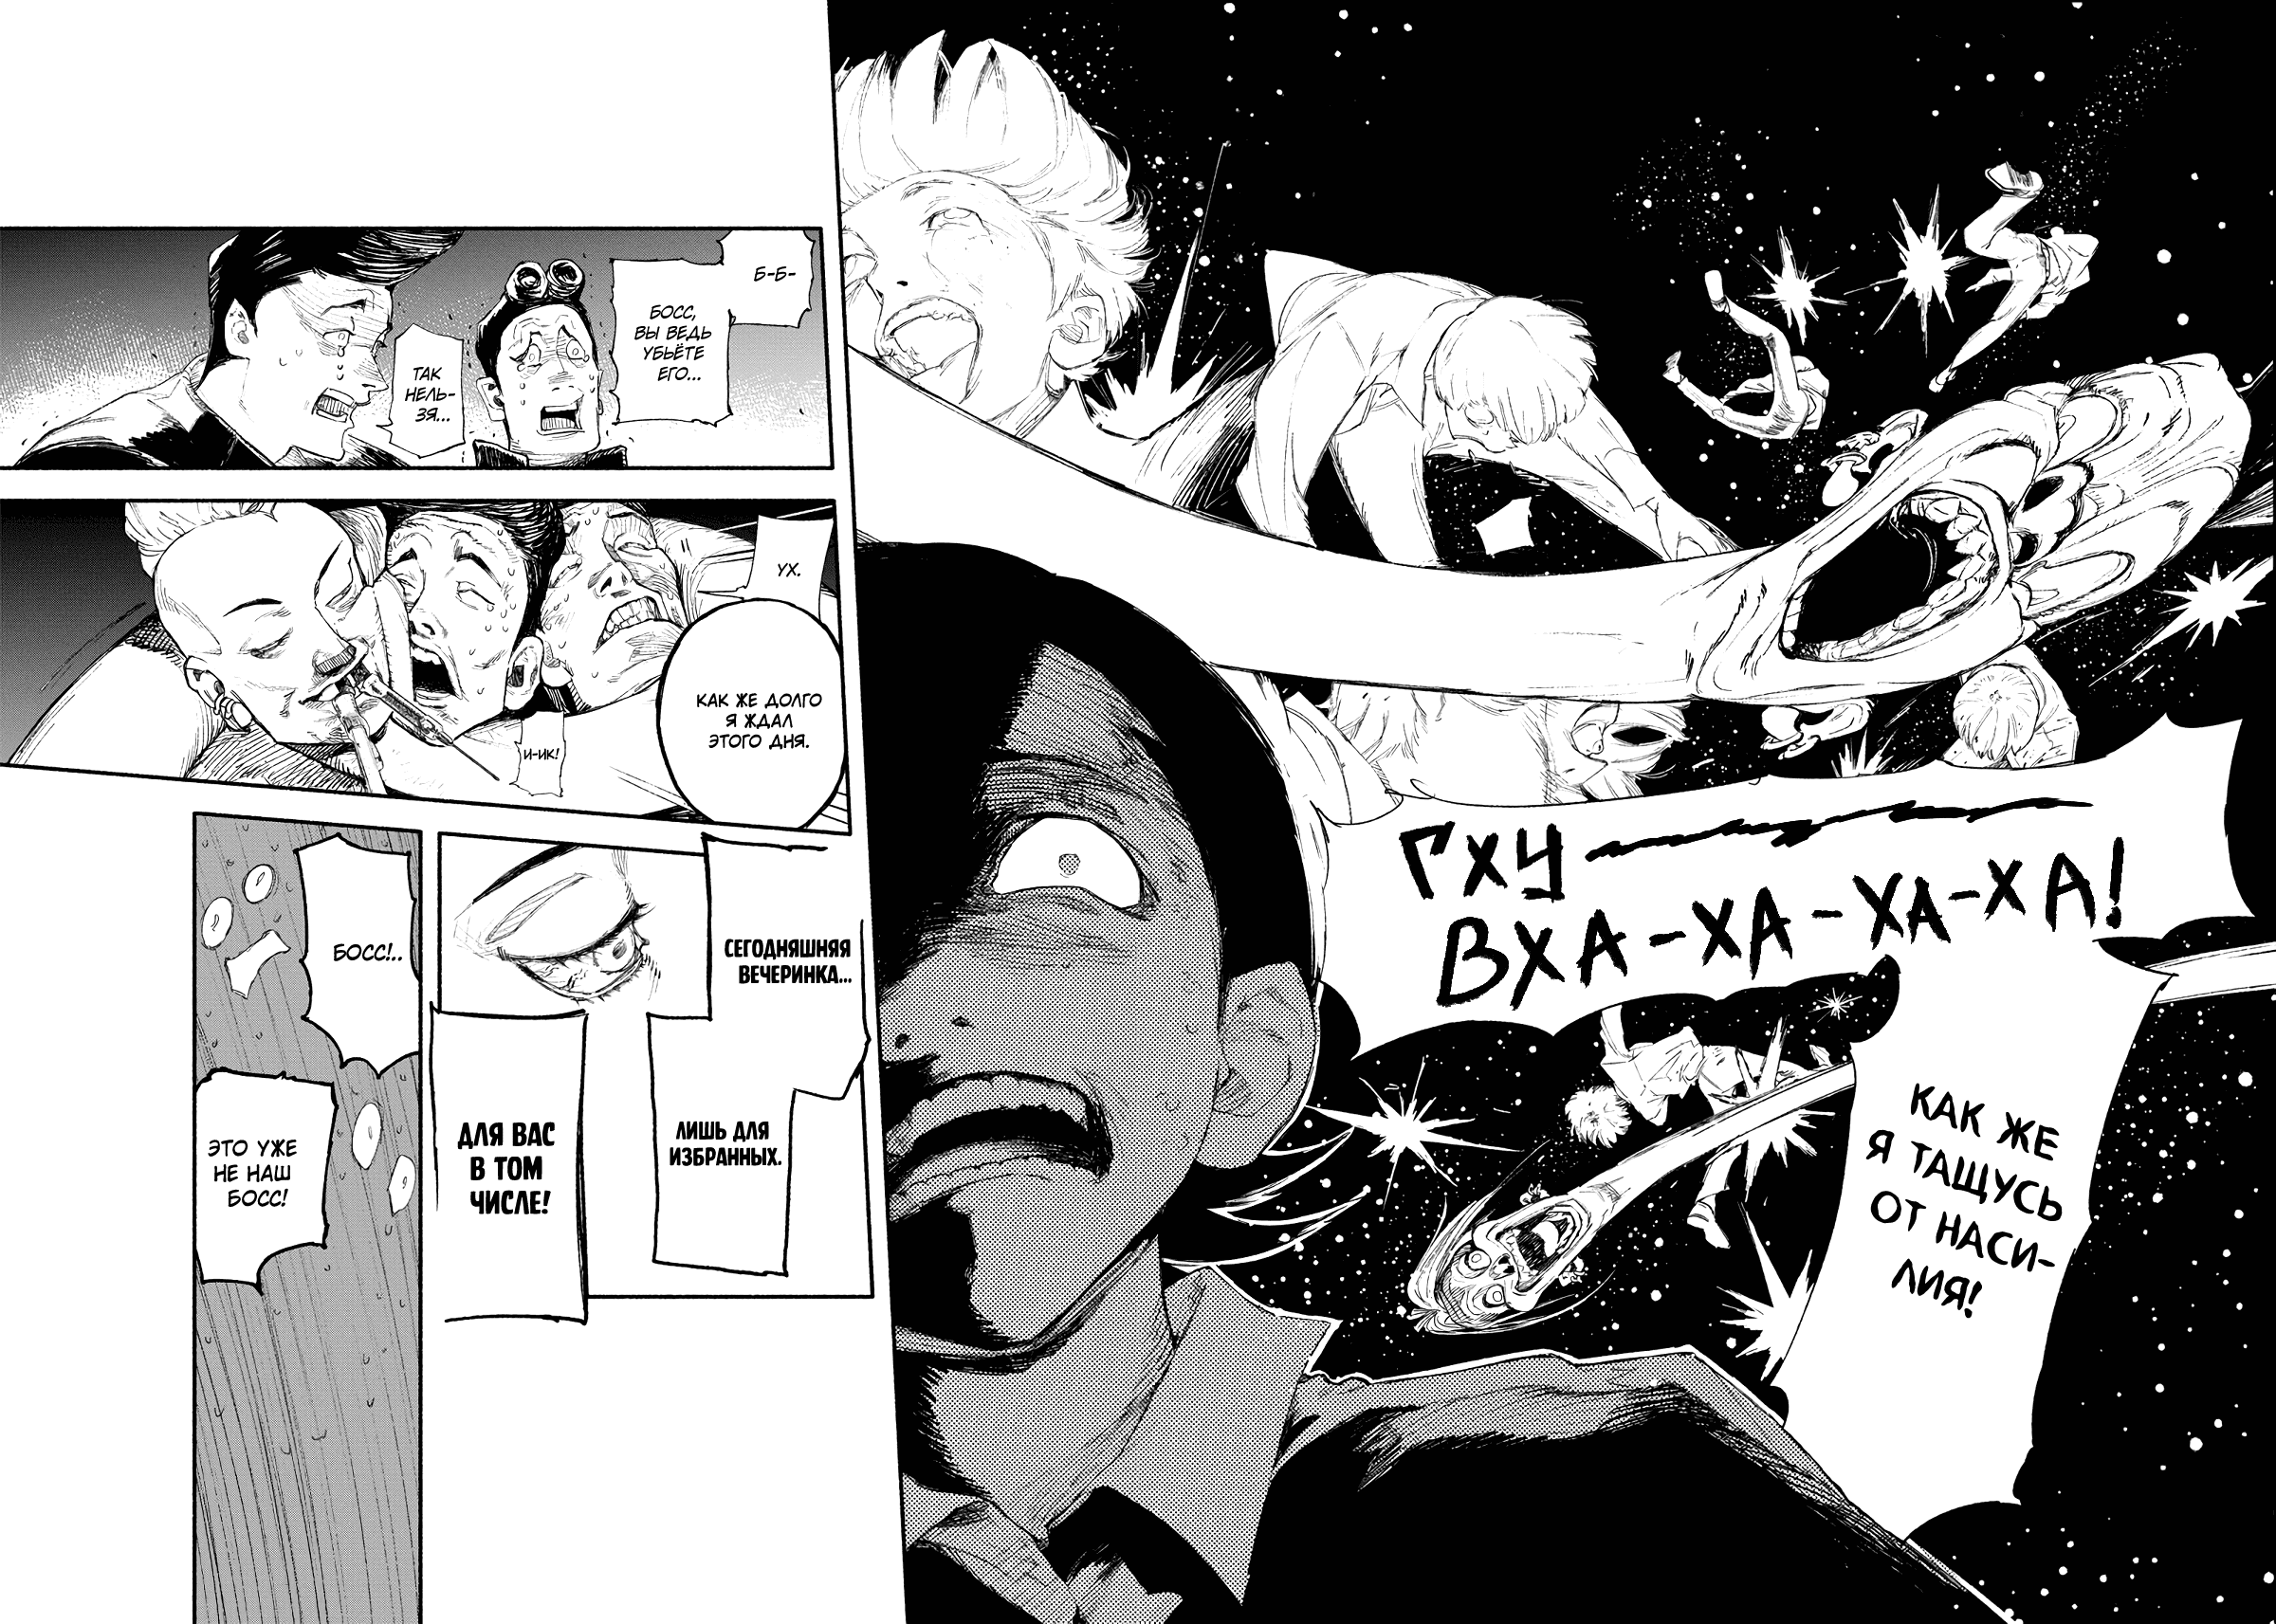 ГХУ
ВХА-ХА-ХА-ХА!
КАК ЖЕ
Я ТАЩУСЬ
ОТ НАСИ-
ЛИЯ!
Б-Б-
БОСС,
ВЫ ВЕДЬ
УБЬЁТЕ
ЕГО...
ТАК
НЕЛЬ-
ЗЯ...
УХ.
КАК ЖЕ ДОЛГО
Я ЖДАЛ
ЭТОГО ДНЯ.
И-ИК!
СЕГОДНЯШНЯЯ
ВЕЧЕРИНКА...
ЛИШЬ ДЛЯ
ИЗБРАННЫХ.
ДЛЯ ВАС
В ТОМ
ЧИСЛЕ!
БОСС!..
ЭТО УЖЕ
НЕ НАШ
БОСС!